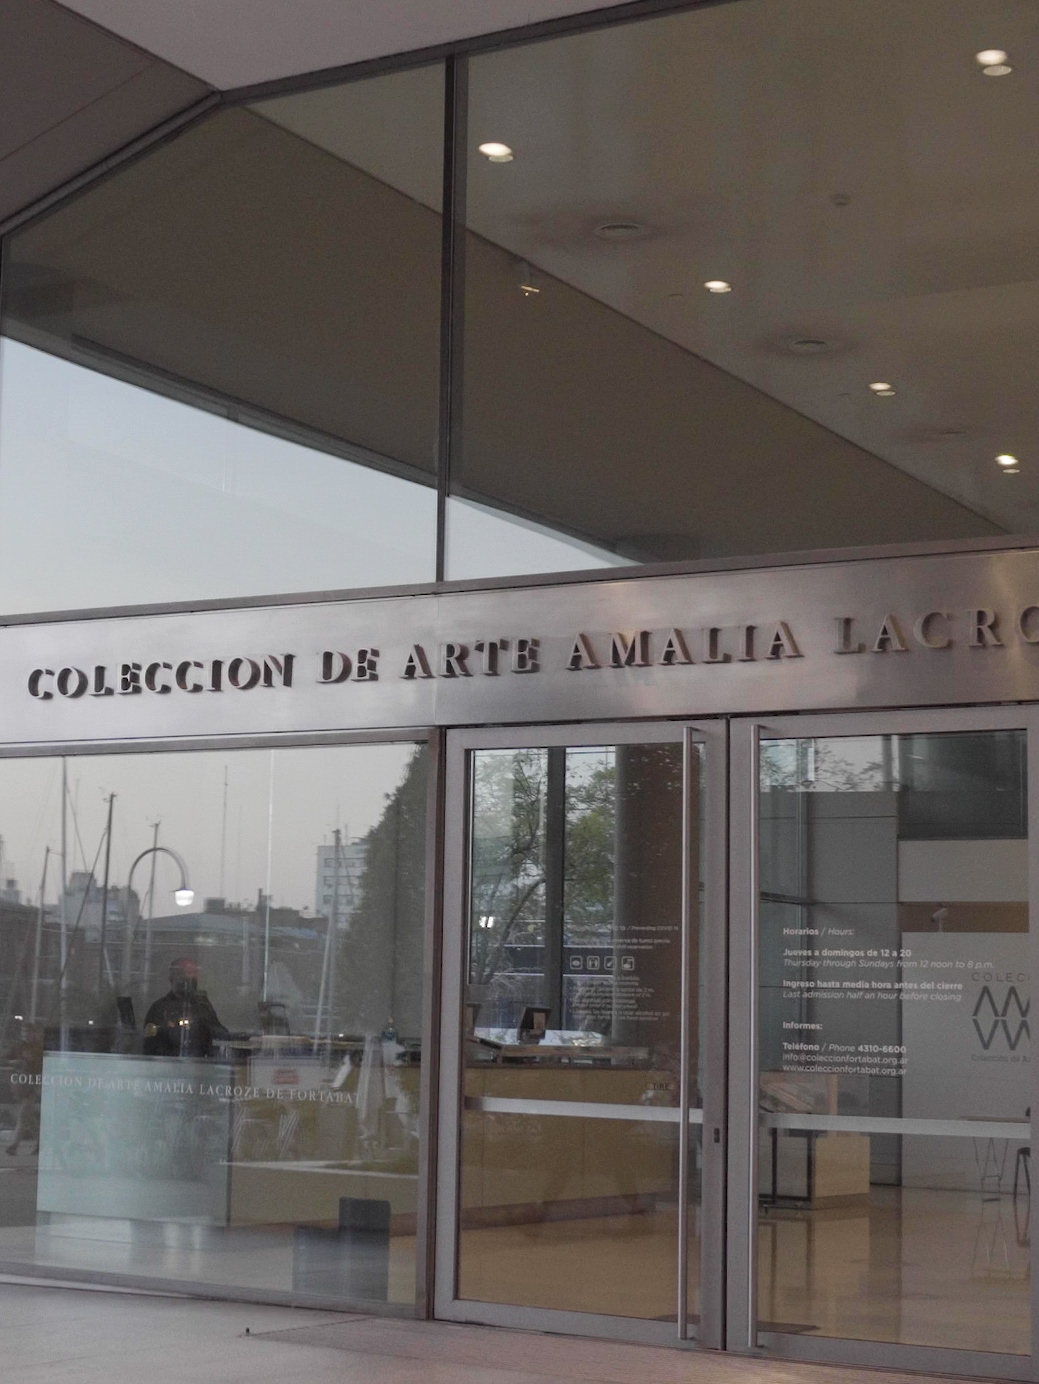 COLECCION DE ARTE AMALIA LACRO
Horarios / Hours:
Jueves a domingos de 12 a 20
Thursday through Sundays from 12 noon to 8 p.m.
Ingreso hasta media hora antes del cierre
Last admission half an hour before closing
Informes:
Teléfono / Phone 4310-6600
info@coleccionfortabat.org.ar
www.coleccionfortabat.org.ar
COLEC
COLECCION DE ARTE AMALIA LACROZE DE FORTABAT